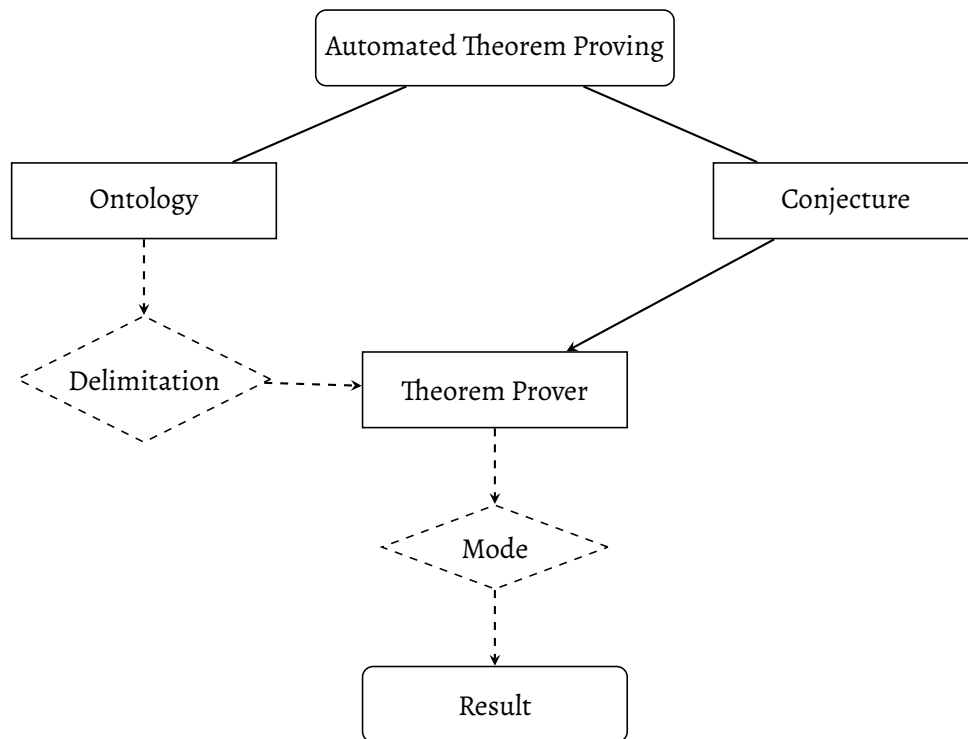 Automated Theorem Proving
Ontology
Conjecture
Delimitation
Theorem Prover
Mode
Result